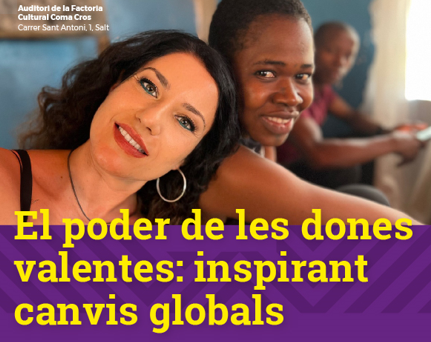 Auditori de la Factoria
Cultural Coma Cros
Carrer Sant Antoni, 1, Salt
El poder de les dones
valentes: inspirant
canvis globals